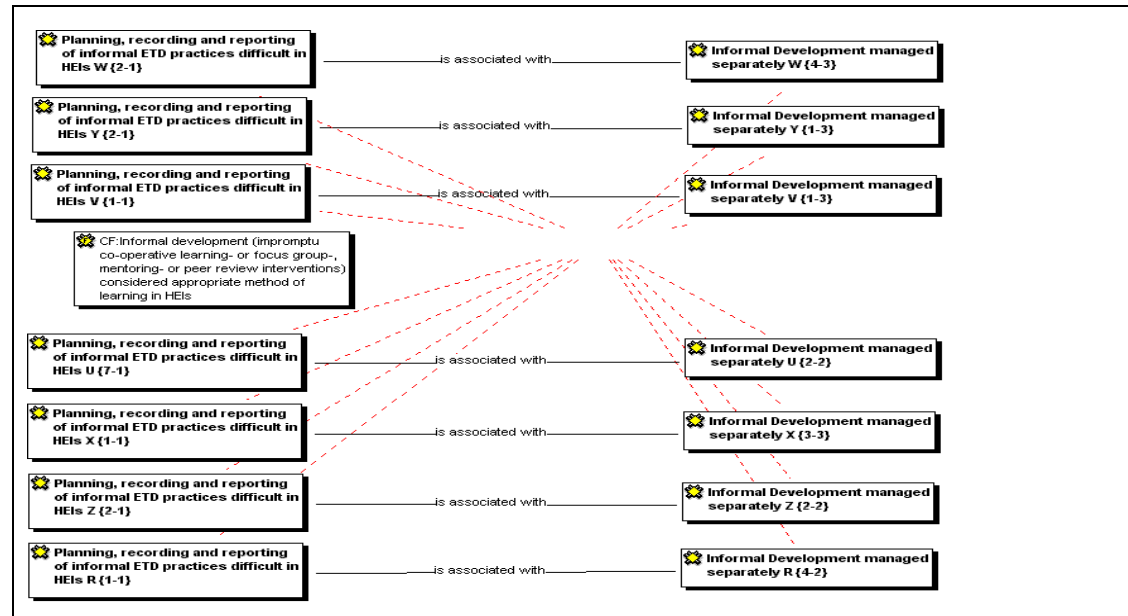 Planning, recording and reporting
of informal ETD practices difficult in
HEIs W {2-1}
is associated with
Informal Development managed
separately W {4-3}
Planning, recording and reporting
of informal ETD practices difficult in
HEIs Y {2-1}
is associated with
Informal Development managed
separately Y {1-3}
Planning, recording and reporting
of informal ETD practices difficult in
HEIs V {1-1}
is associated with
Informal Development managed
separately V {1-3}
CF:Informal development (impromptu
co-operative learning- or focus group-,
mentoring- or peer review interventions)
considered appropriate method of
learning in HEIs
Planning, recording and reporting
of informal ETD practices difficult in
HEIs U {7-1}
is associated with
Informal Development managed
separately U {2-2}
Planning, recording and reporting
of informal ETD practices difficult in
HEIs X {1-1}
is associated with
Informal Development managed
separately X {3-3}
Planning, recording and reporting
of informal ETD practices difficult in
HEIs Z {2-1}
is associated with
Informal Development managed
separately Z {2-2}
Planning, recording and reporting
of informal ETD practices difficult in
HEIs R {1-1}
is associated with
Informal Development managed
separately R {4-2}